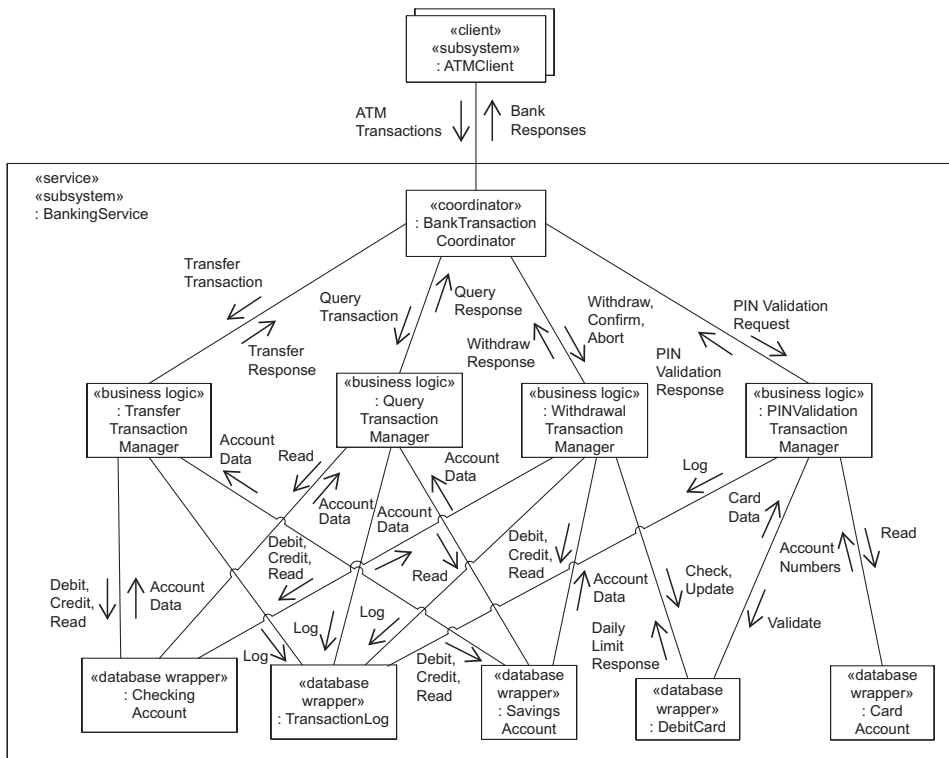 «client»
«subsystem»
: ATMClient
ATM
Transactions
Bank
Responses
«service»
«subsystem»
: BankingService
«coordinator»
: BankTransaction
Coordinator
Transfer
Transaction
Transfer
Response
Query
Transaction
Query
Response
Withdraw
Response
Withdraw,
Confirm,
Abort
PIN
Validation
Response
PIN Validation
Request
«business logic»
: Transfer
Transaction
Manager
«business logic»
: Query
Transaction
Manager
«business logic»
: Withdrawal
Transaction
Manager
«business logic»
: PINValidation
Transaction
Manager
Account
Data
Read
Account
Data
Account
Data
Account
Data
Log
Card
Data
Read
Debit,
Credit,
Read
Account
Data
Debit,
Credit,
Read
Read
Debit,
Credit,
Read
Account
Data
Check,
Update
Account
Numbers
Validate
Log
Log
Log
Debit,
Credit,
Read
Daily
Limit
Response
«database wrapper»
: Checking
Account
«database
wrapper»
: TransactionLog
«database
wrapper»
: Savings
Account
«database
wrapper»
: DebitCard
«database
wrapper»
: Card
Account